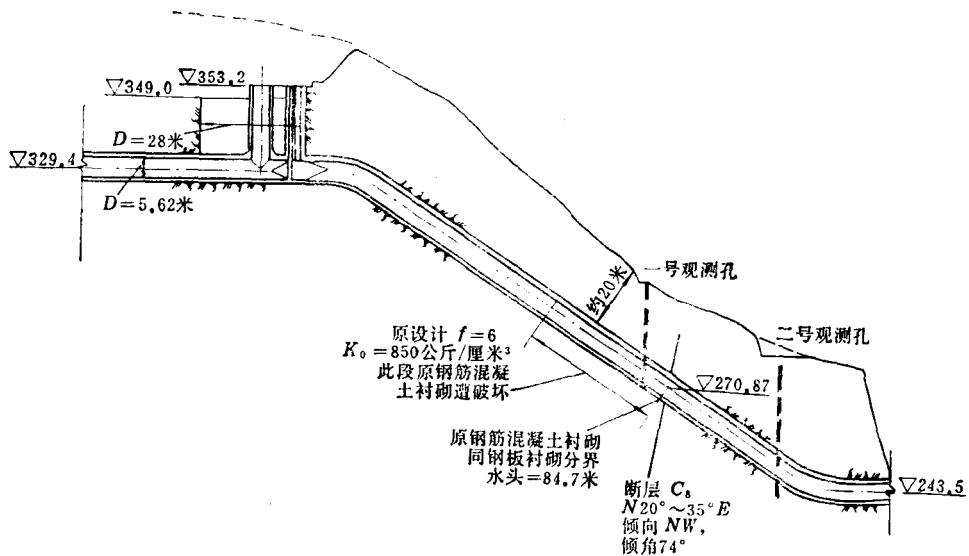 ▽353.2
▽349.0
D=28米
▽329.4
D=5.62米
一号观测孔
约20米
二号观测孔
原设计 f=6
K₀=850公斤/厘米³
此段原钢筋混凝
土衬砌遭破坏
▽270.87
原钢筋混凝土衬砌
同钢板衬砌分界
水头=84.7米
▽243.5
断层 C₈
N20°~35°E
倾向 NW,
倾角74°